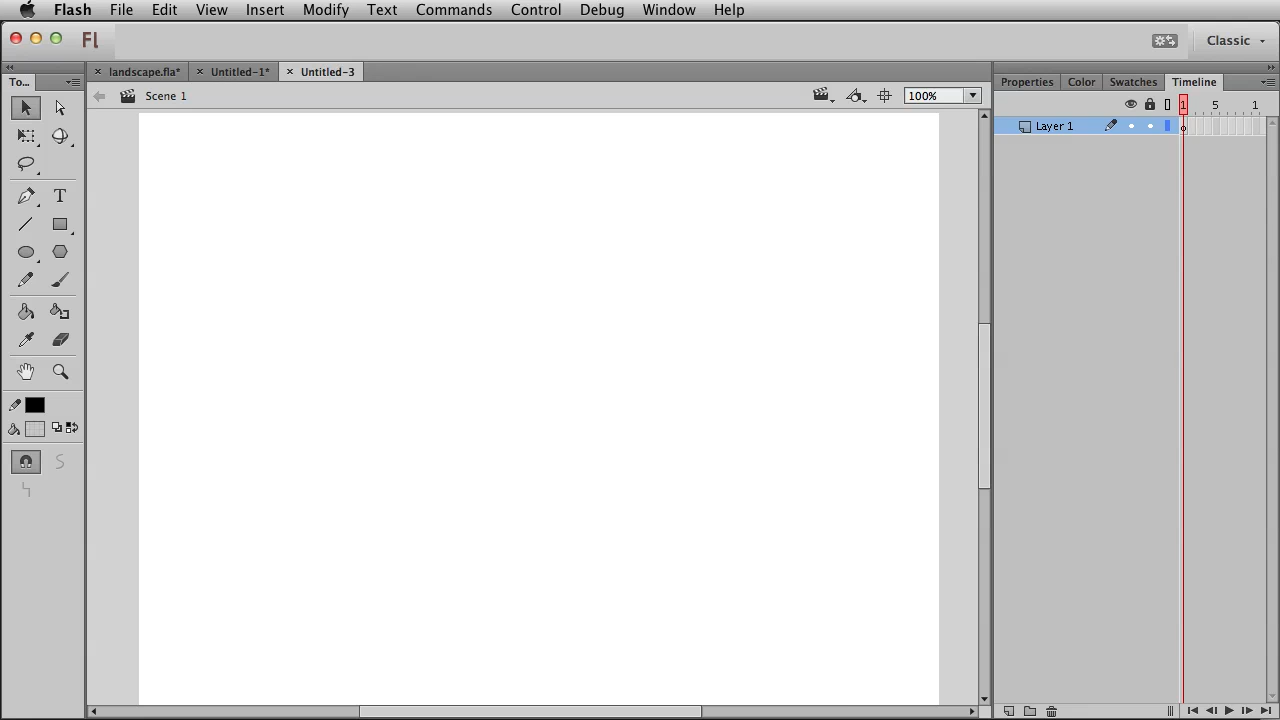 Flash File Edit View Insert Modify Text Commands Control Debug Window Help
Fl Classic
landscape.fla* Untitled-1* Untitled-3
To...
Properties Color Swatches Timeline
Scene 1 100%
1 5 1
Layer 1
T